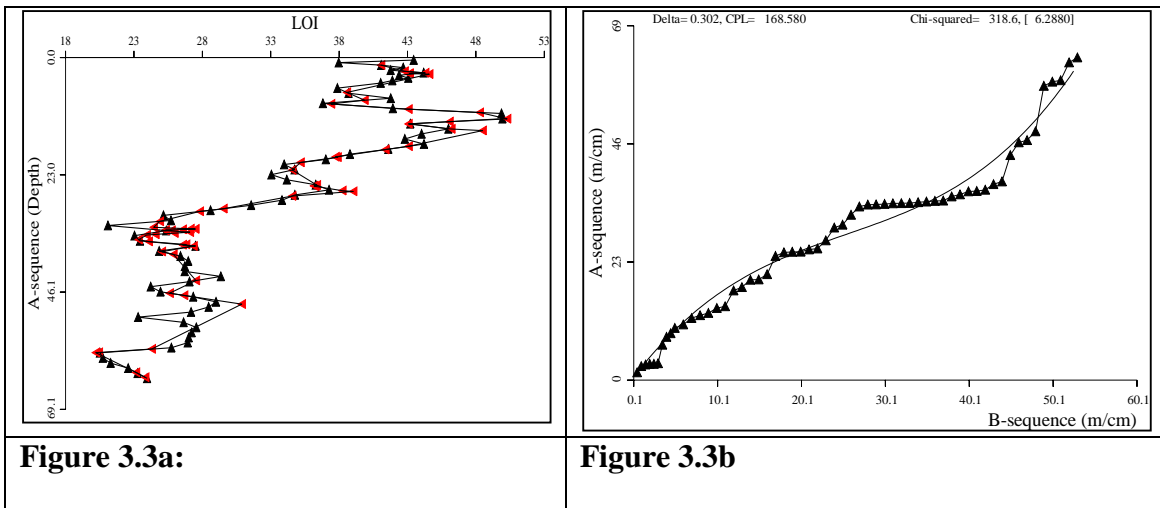 LOI
18 23 28 33 38 43 48 53
0.0
23.0
46.1
69.1
A-sequence (Depth)
Delta= 0.302, CPL= 168.580 Chi-squared= 318.6, [ 6.2880]
69
46
23
0
A-sequence (m/cm)
0.1 10.1 20.1 30.1 40.1 50.1 60.1
B-sequence (m/cm)
Figure 3.3a:
Figure 3.3b